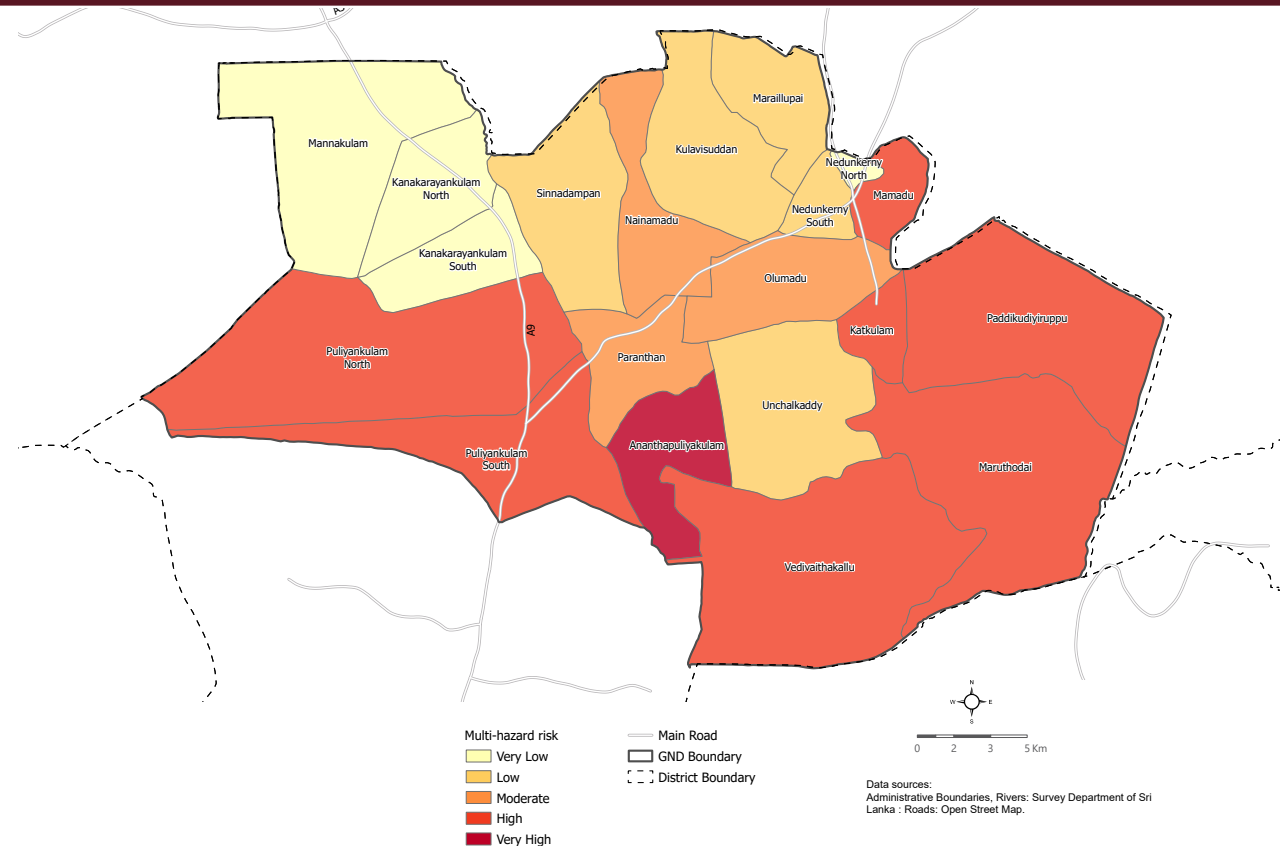 Maraillupai
Mannakulam
Kulavisuddan
Nedunkerny
North
Kanakarayankulam
North
Sinnadampan
Mamadu
Nainamadu
Nedunkerny
South
Kanakarayankulam
South
Olumadu
Paddikudiyiruppu
A9
Katkulam
Puliyankulam
North
Paranthan
Unchalkaddy
Ananthapuliyakulam
Puliyankulam
South
Maruthodai
Vedivaithakallu
N
W E
S
0 2 3 5 Km
Multi-hazard risk
Very Low
Low
Moderate
High
Very High
Main Road
GND Boundary
District Boundary
Data sources:
Administrative Boundaries, Rivers: Survey Department of Sri
Lanka : Roads: Open Street Map.